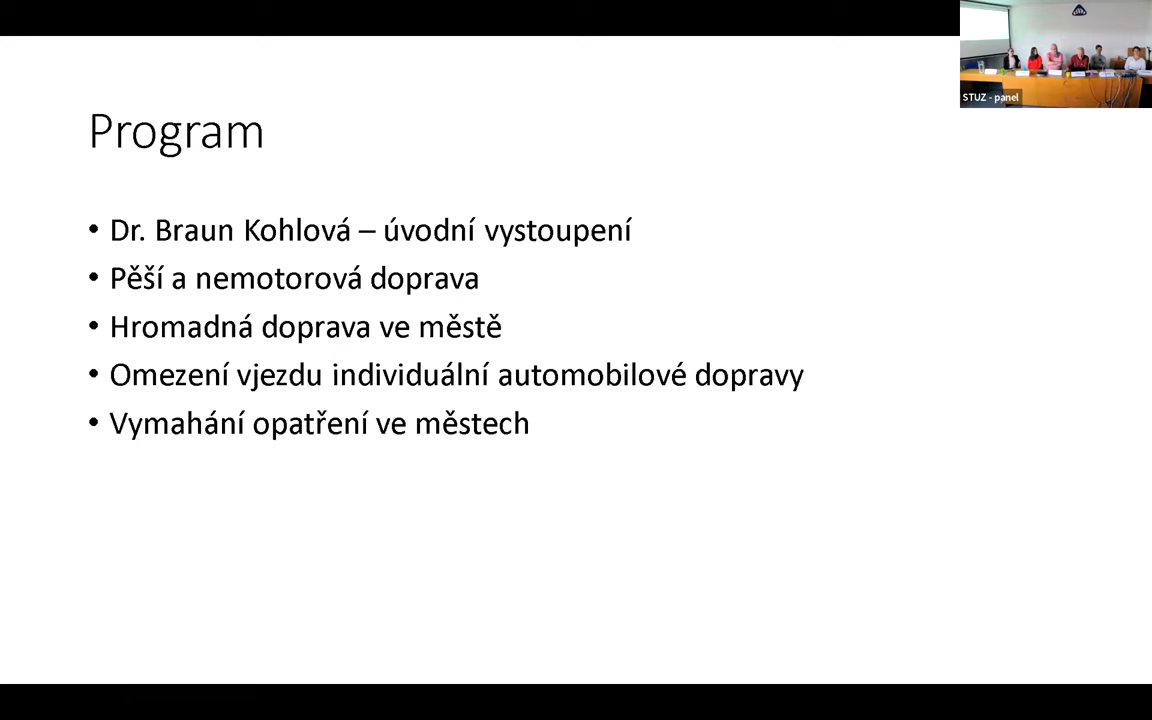 STUZ - panel
Program
• Dr. Braun Kohlová – úvodní vystoupení
• Pěší a nemotorová doprava
• Hromadná doprava ve městě
• Omezení vjezdu individuální automobilové dopravy
• Vymahání opatření ve městech